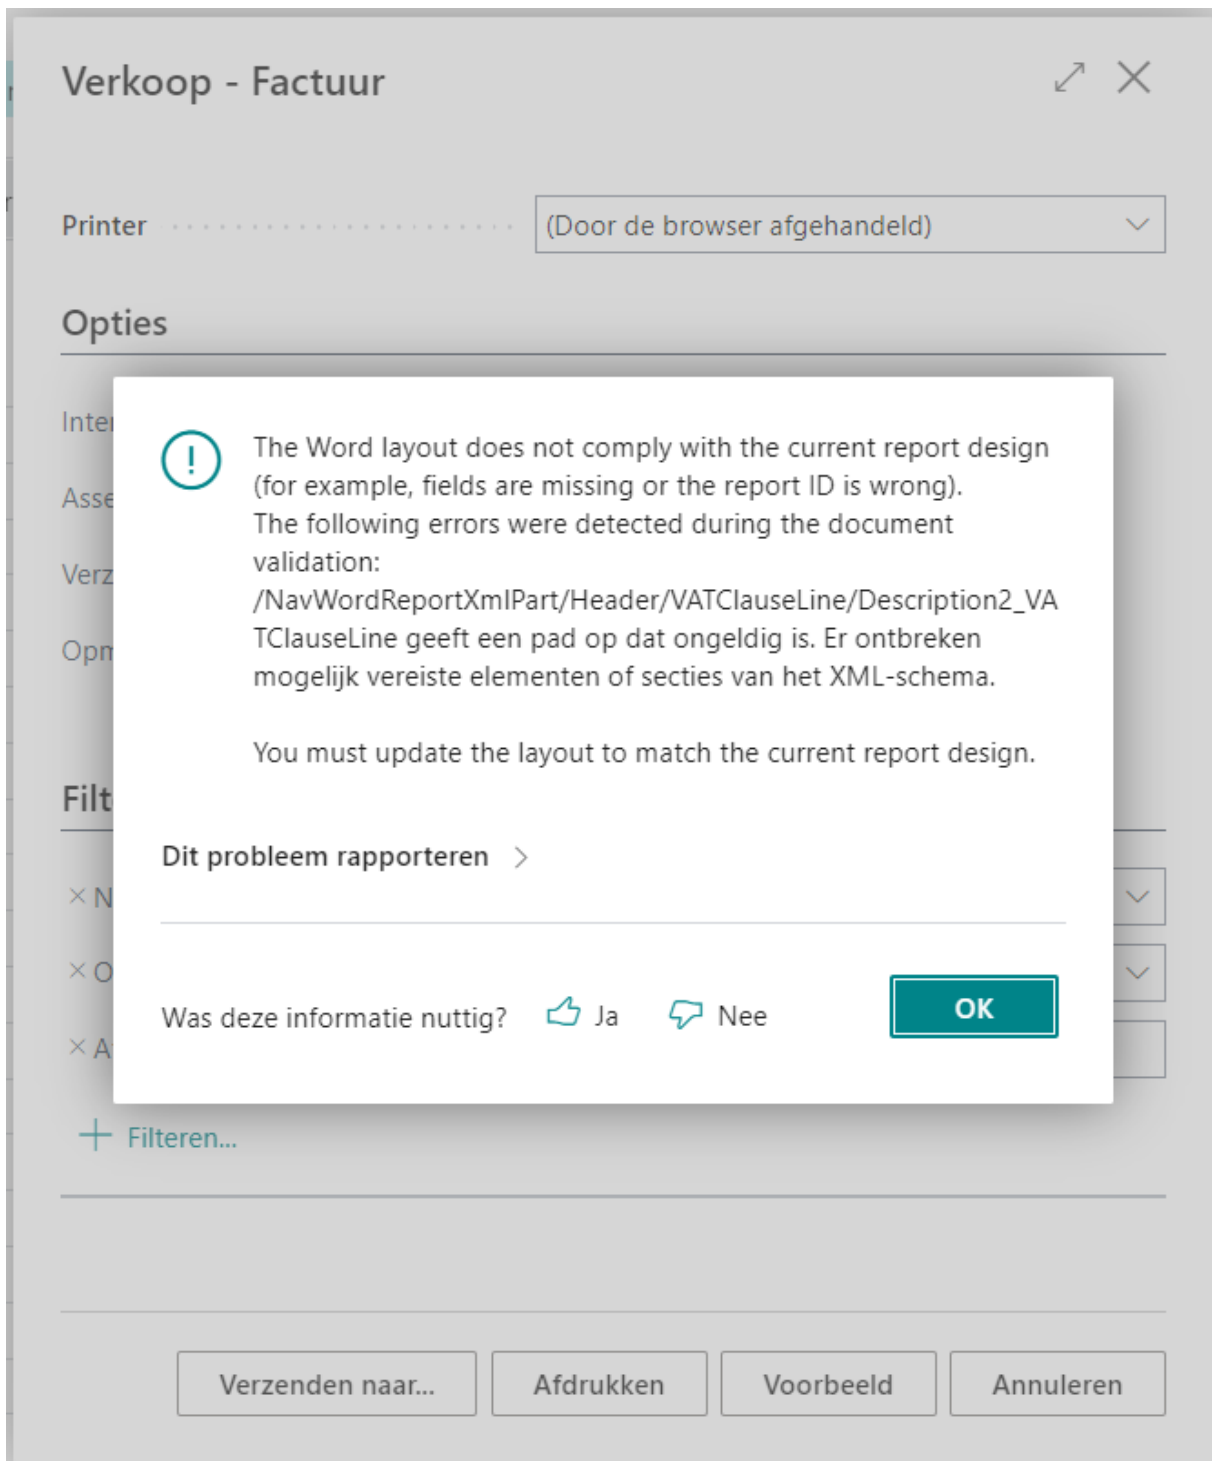 Verkoop - Factuur
Printer
(Door de browser afgehandeld)
Opties
The Word layout does not comply with the current report design
(for example, fields are missing or the report ID is wrong).
The following errors were detected during the document
validation:
/NavWordReportXmlPart/Header/VATClauseLine/Description2_VA
TClauseLine geeft een pad op dat ongeldig is. Er ontbreken
mogelijk vereiste elementen of secties van het XML-schema.
You must update the layout to match the current report design.
Dit probleem rapporteren
Was deze informatie nuttig? Ja Nee
OK
Filteren...
Verzenden naar... Afdrukken Voorbeeld Annuleren